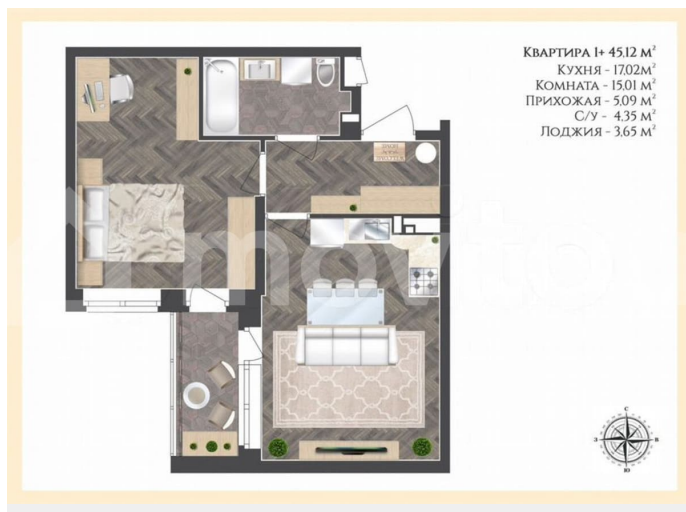 Квартира 1+ 45.12 м²
Кухня - 17.02м²
Комната - 15.01 м²
Прихожая - 5.09 м²
С/У - 4.35 м²
Лоджия - 3.65 м²
movito
С
З
В
Ю